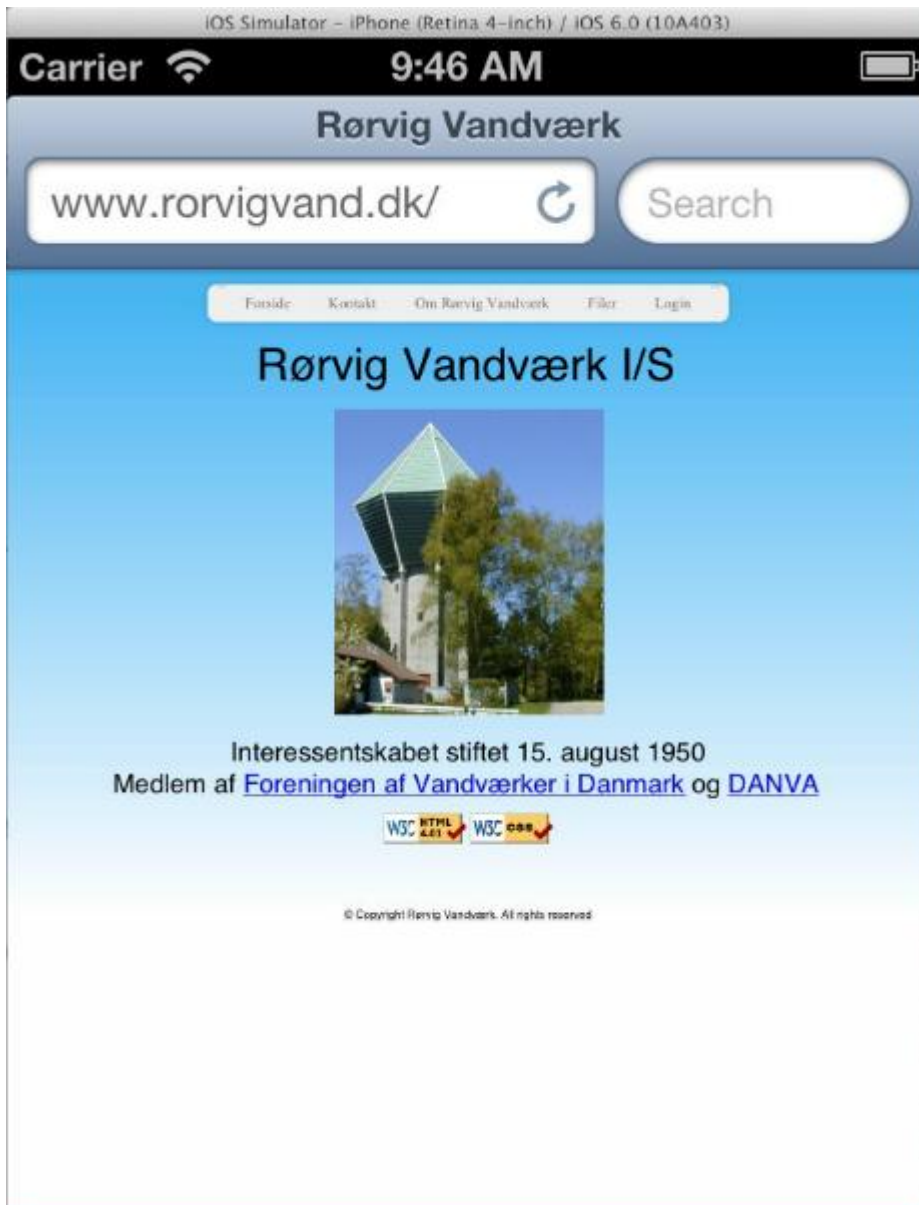 iOS Simulator – iPhone (Retina 4-inch) / iOS 6.0 (10A403)
Carrier 9:46 AM
Rørvig Vandværk
www.rorvigvand.dk/ Search
Forside Kontakt Om Rørvig Vandværk Filer Login
Rørvig Vandværk I/S
Interessentskabet stiftet 15. august 1950
Medlem af Foreningen af Vandværker i Danmark og DANVA
W3C HTML 4.01 W3C css
© Copyright Rørvig Vandværk. All rights reserved